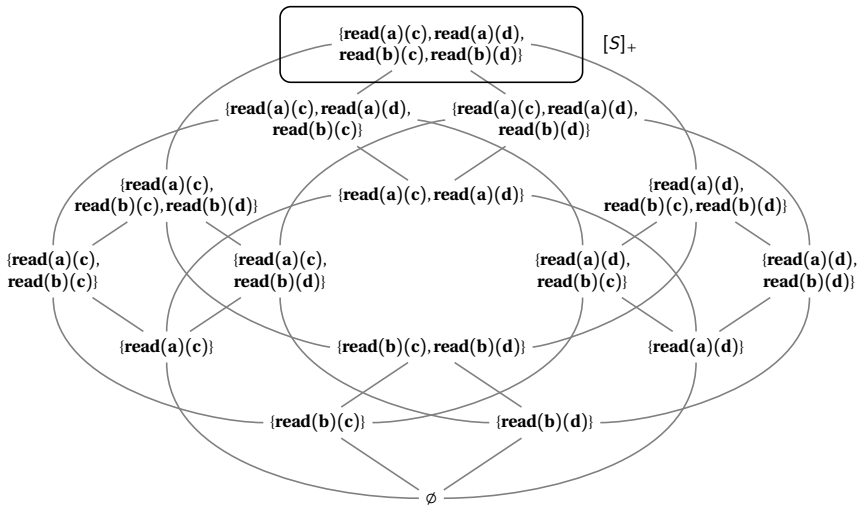 {read(a)(c), read(a)(d),
read(b)(c), read(b)(d)}
[S]₊
{read(a)(c), read(a)(d),
read(b)(c)}
{read(a)(c), read(a)(d),
read(b)(d)}
{read(a)(c),
read(b)(c), read(b)(d)}
{read(a)(c), read(a)(d)}
{read(a)(d),
read(b)(c), read(b)(d)}
{read(a)(c),
read(b)(c)}
{read(a)(c),
read(b)(d)}
{read(a)(d),
read(b)(c)}
{read(a)(d),
read(b)(d)}
{read(a)(c)}
{read(b)(c), read(b)(d)}
{read(a)(d)}
{read(b)(c)}
{read(b)(d)}
∅